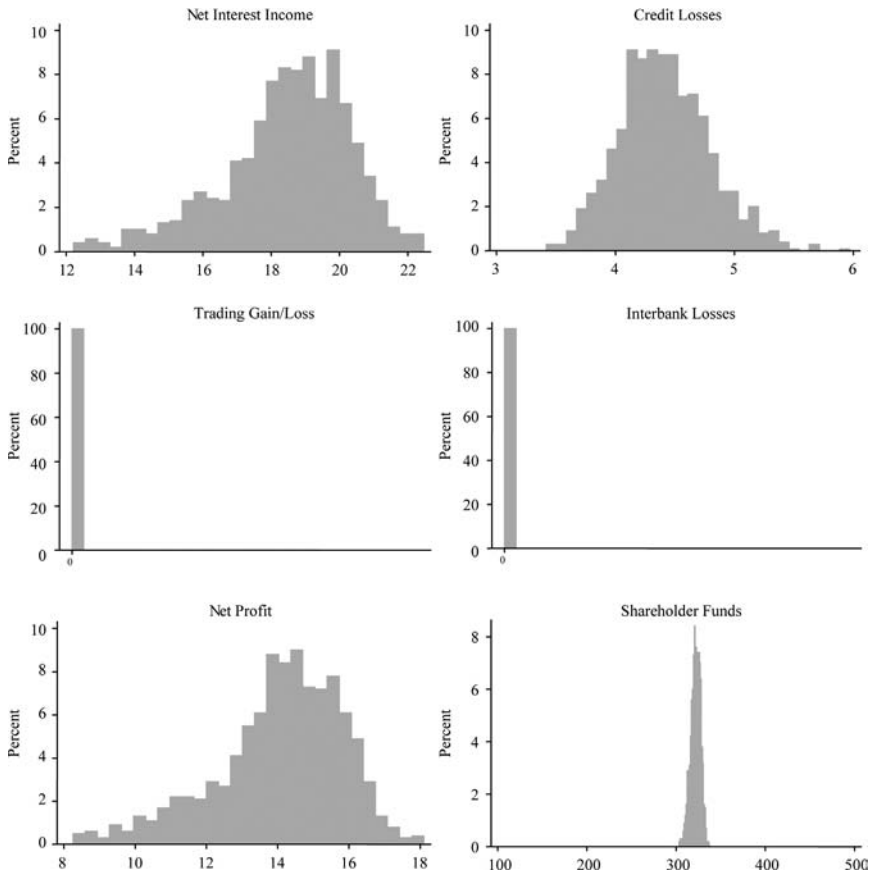 Net Interest Income
10
8
6
4
2
0
Percent
12 14 16 18 20 22
Credit Losses
10
8
6
4
2
0
Percent
3 4 5 6
Trading Gain/Loss
100
80
60
40
20
0
Percent
0
Interbank Losses
100
80
60
40
20
0
Percent
0
Net Profit
10
8
6
4
2
0
Percent
8 10 12 14 16 18
Shareholder Funds
8
6
4
2
0
Percent
100 200 300 400 500